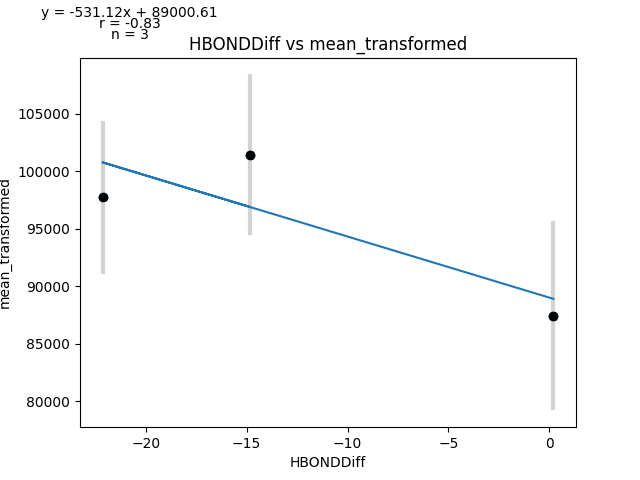 y = -531.12x + 89000.61
r = -0.83
n = 3
HBONDDiff vs mean_transformed
105000
100000
95000
90000
85000
80000
mean_transformed
−20
−15
−10
−5
0
HBONDDiff